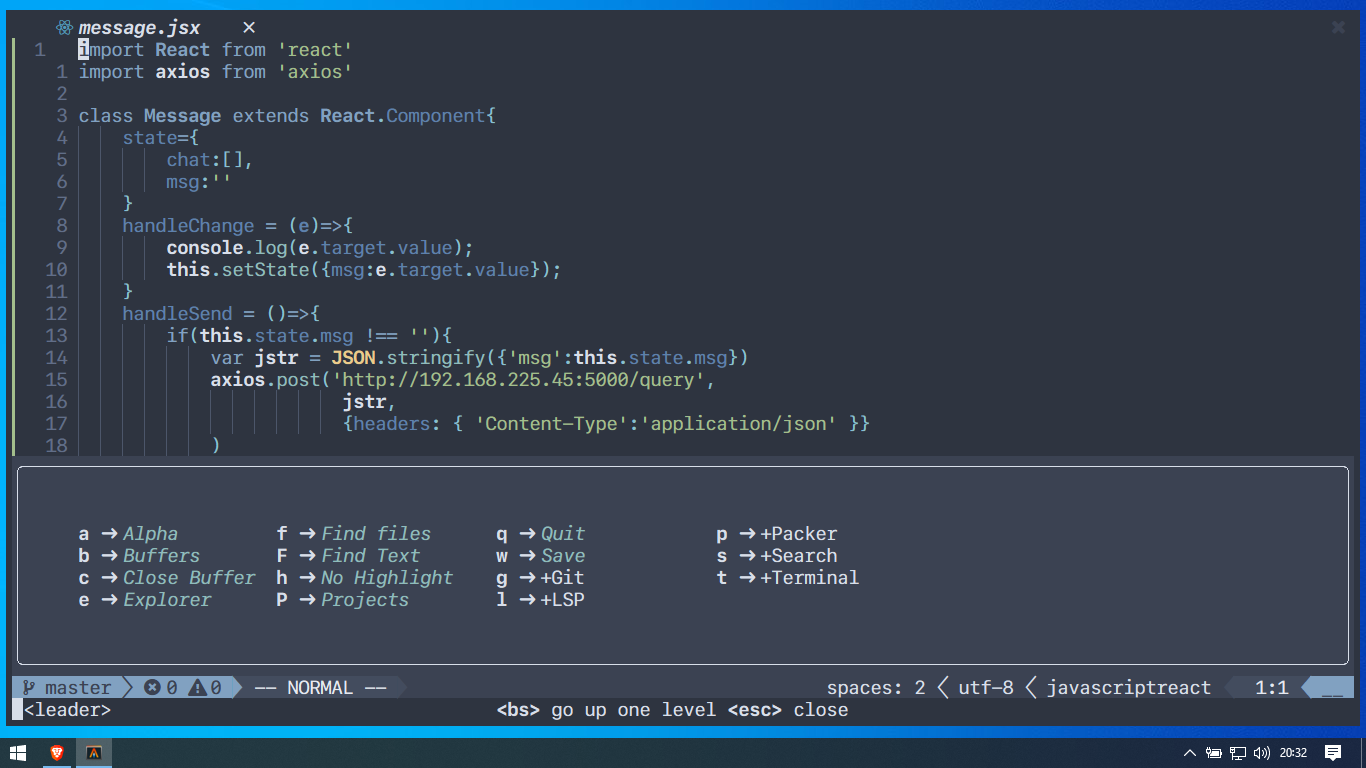 message.jsx ×
1 import React from 'react'
1 import axios from 'axios'
2
3 class Message extends React.Component{
4 state={
5 chat:[],
6 msg:''
7 }
8 handleChange = (e)=>{
9 console.log(e.target.value);
10 this.setState({msg:e.target.value});
11 }
12 handleSend = ()=>{
13 if(this.state.msg !== ''){
14 var jstr = JSON.stringify({'msg':this.state.msg})
15 axios.post('http://192.168.225.45:5000/query',
16 jstr,
17 {headers: { 'Content-Type':'application/json' }}
18 )
a → Alpha f → Find files q → Quit p → +Packer
b → Buffers F → Find Text w → Save s → +Search
c → Close Buffer h → No Highlight g → +Git t → +Terminal
e → Explorer P → Projects l → +LSP
master 0 0 -- NORMAL -- spaces: 2 utf-8 javascriptreact 1:1 __
<leader> <bs> go up one level <esc> close
20:32